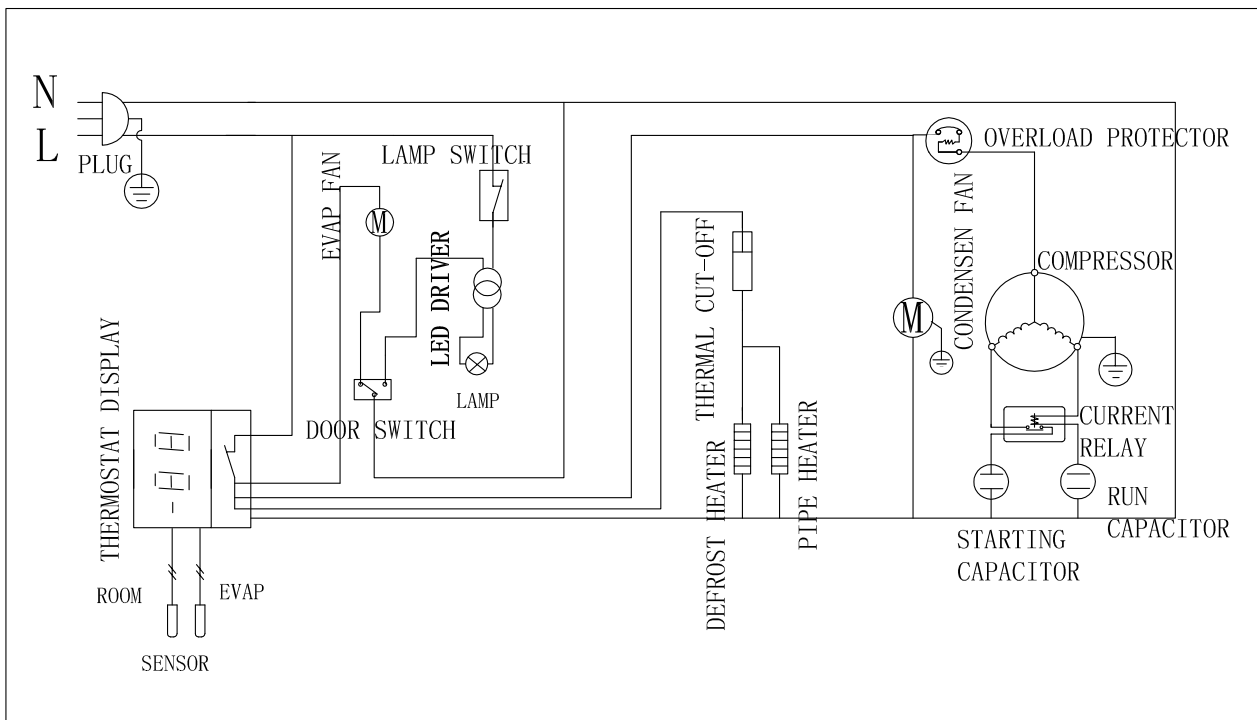 N
L
PLUG
LAMP SWITCH
EVAP FAN
M
LED DRIVER
LAMP
DOOR SWITCH
THERMOSTAT DISPLAY
ROOM
EVAP
SENSOR
THERMAL CUT-OFF
DEFROST HEATER
PIPE HEATER
M
CONDENSEN FAN
OVERLOAD PROTECTOR
COMPRESSOR
CURRENT
RELAY
RUN
CAPACITOR
STARTING
CAPACITOR